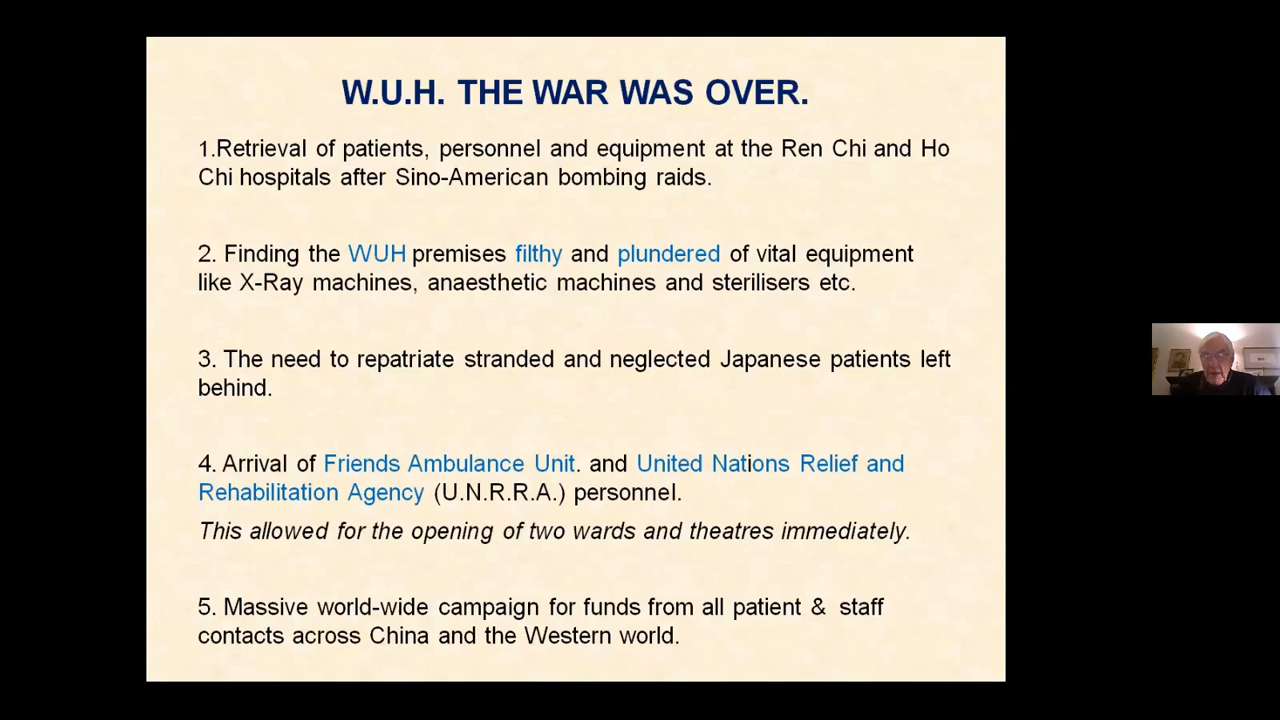 W.U.H. THE WAR WAS OVER.
1.Retrieval of patients, personnel and equipment at the Ren Chi and Ho
Chi hospitals after Sino-American bombing raids.
2. Finding the WUH premises filthy and plundered of vital equipment
like X-Ray machines, anaesthetic machines and sterilisers etc.
3. The need to repatriate stranded and neglected Japanese patients left
behind.
4. Arrival of Friends Ambulance Unit. and United Nations Relief and
Rehabilitation Agency (U.N.R.R.A.) personnel.
This allowed for the opening of two wards and theatres immediately.
5. Massive world-wide campaign for funds from all patient & staff
contacts across China and the Western world.